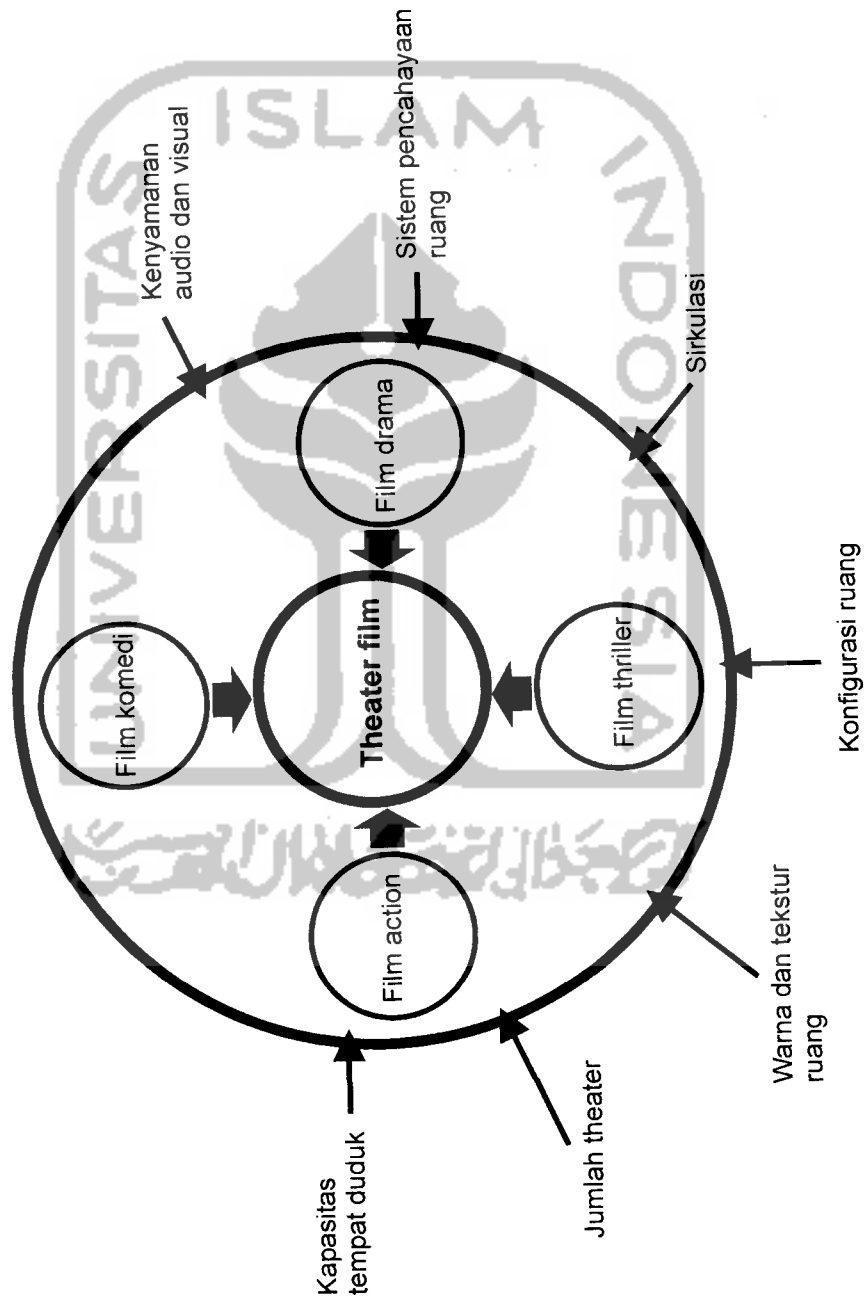 Kenyamanan
audio dan visual
Sistem pencahayaan
ruang
Sirkulasi
Konfigurasi ruang
Warna dan tekstur
ruang
Jumlah theater
Kapasitas
tempat duduk
Film komedi
Film drama
Theater film
Film thriller
Film action
UNIVERSITAS
ISLAM
INDONESIA